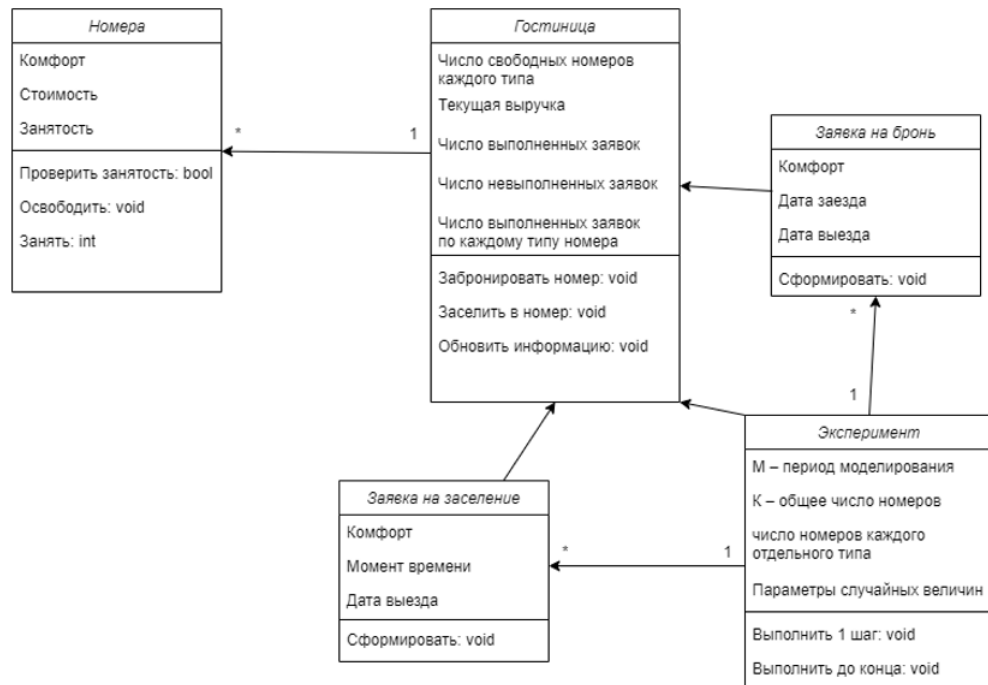 Номера
Комфорт
Стоимость
Занятость
Проверить занятость: bool
Освободить: void
Занять: int
*
1
Гостиница
Число свободных номеров
каждого типа
Текущая выручка
Число выполненных заявок
Число невыполненных заявок
Число выполненных заявок
по каждому типу номера
Забронировать номер: void
Заселить в номер: void
Обновить информацию: void
Заявка на бронь
Комфорт
Дата заезда
Дата выезда
Сформировать: void
*
1
Заявка на заселение
Комфорт
Момент времени
Дата выезда
Сформировать: void
*
1
Эксперимент
М – период моделирования
К – общее число номеров
число номеров каждого
отдельного типа
Параметры случайных величин
Выполнить 1 шаг: void
Выполнить до конца: void